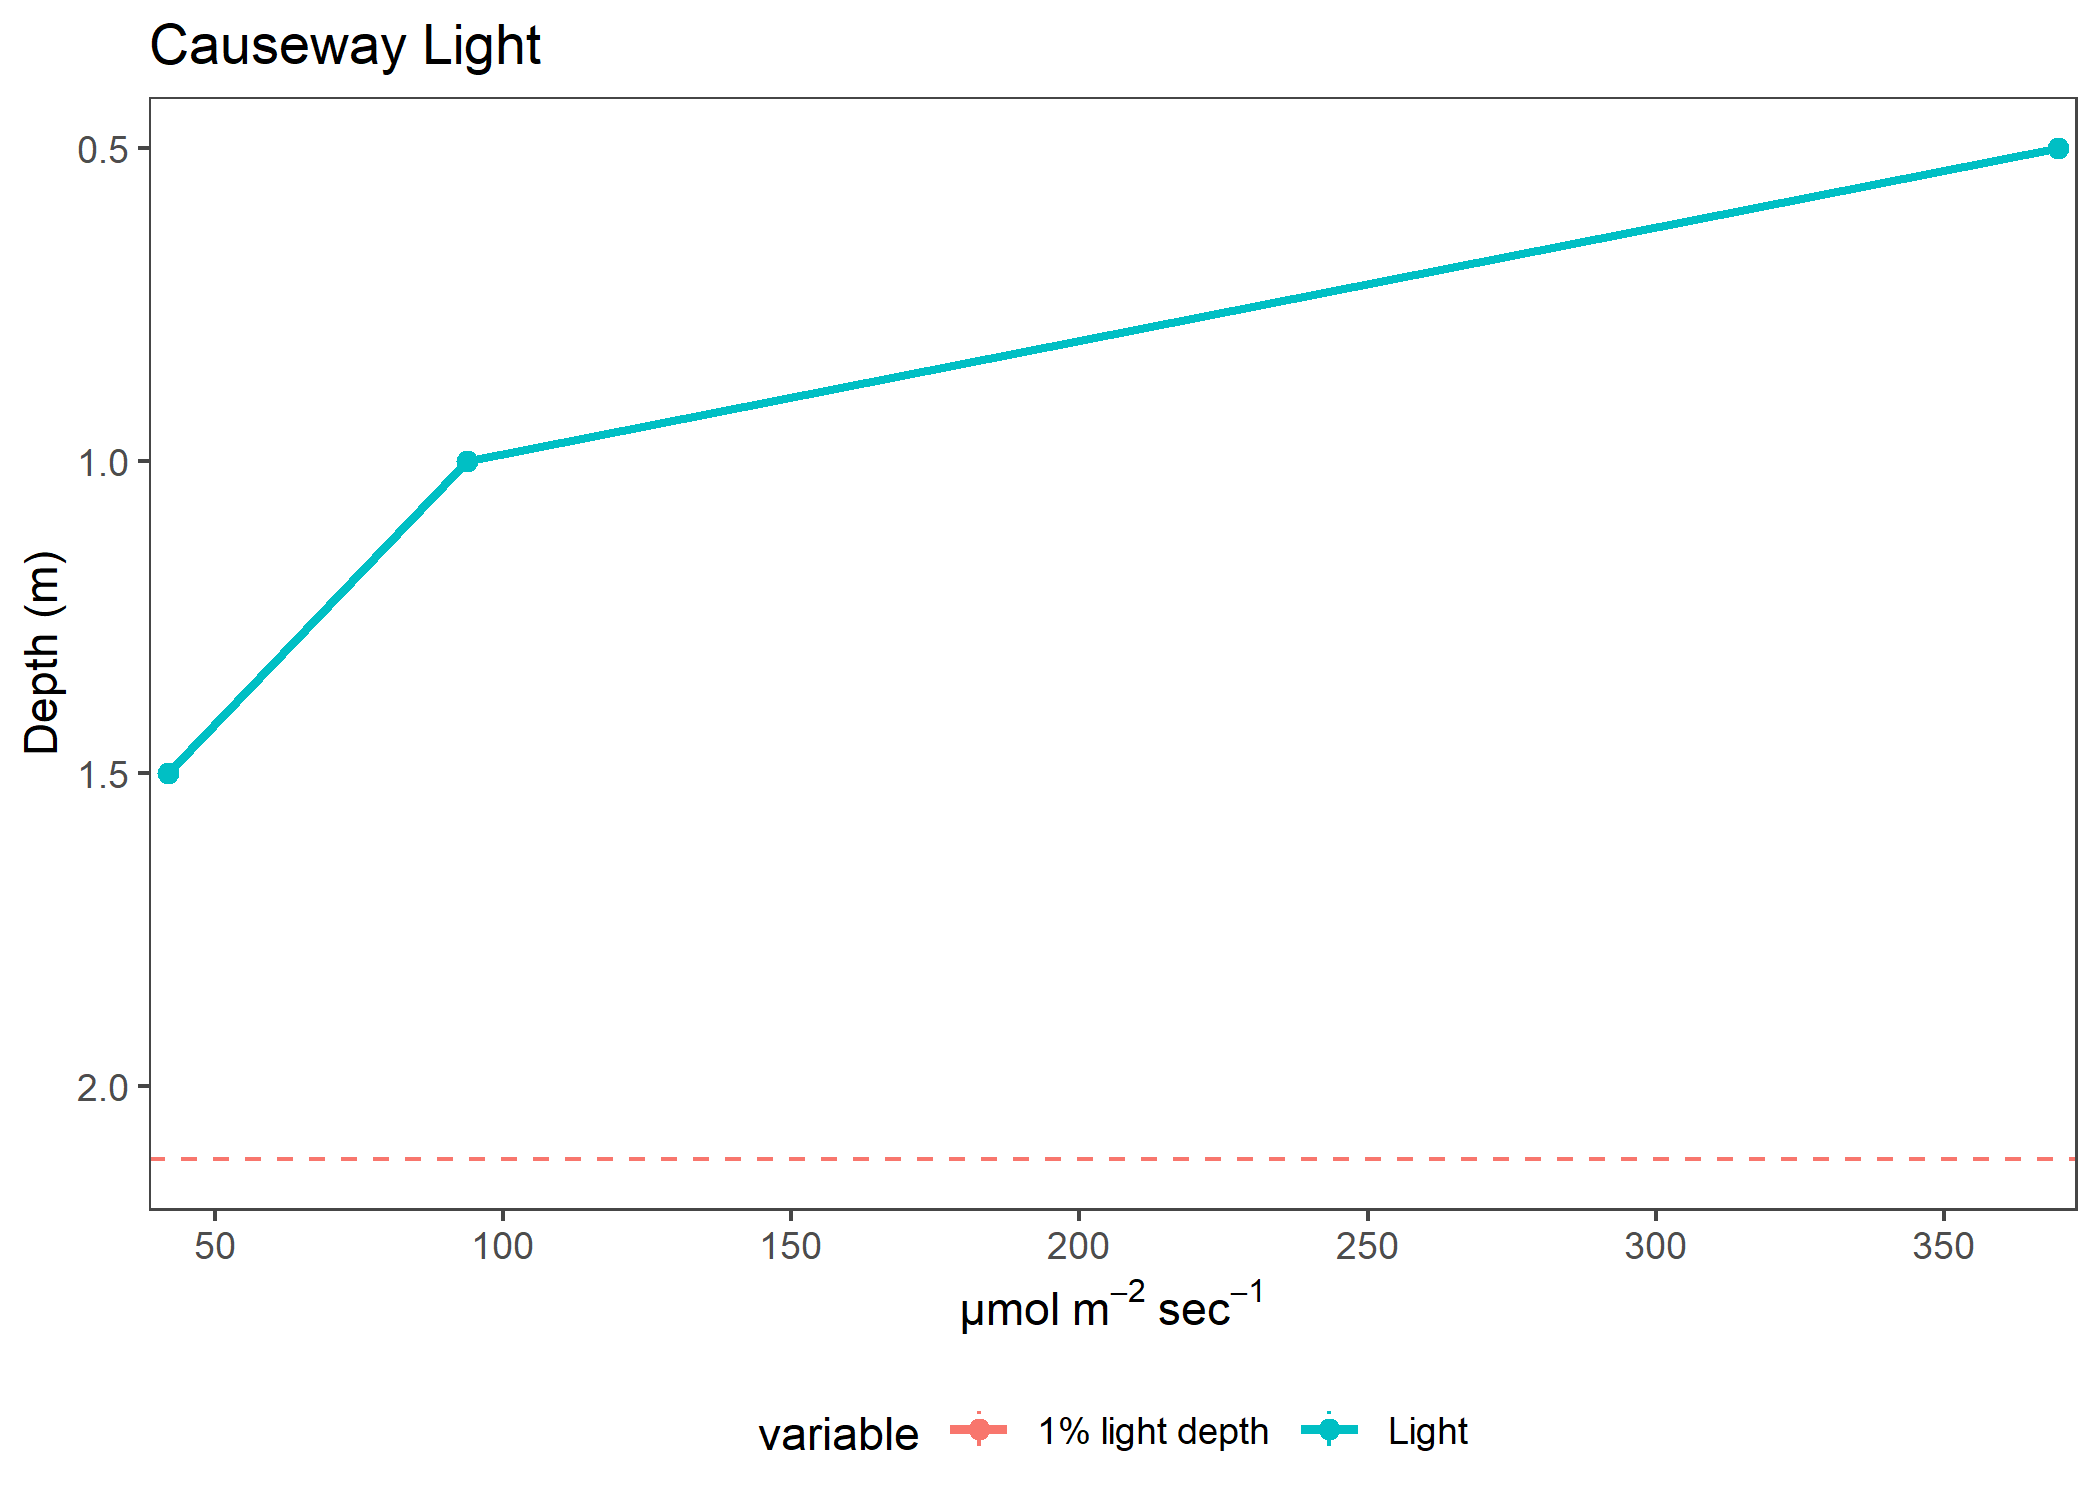 Causeway Light
0.5
1.0
1.5
2.0
Depth (m)
50 100 150 200 250 300 350
µmol m⁻² sec⁻¹
variable 1% light depth Light